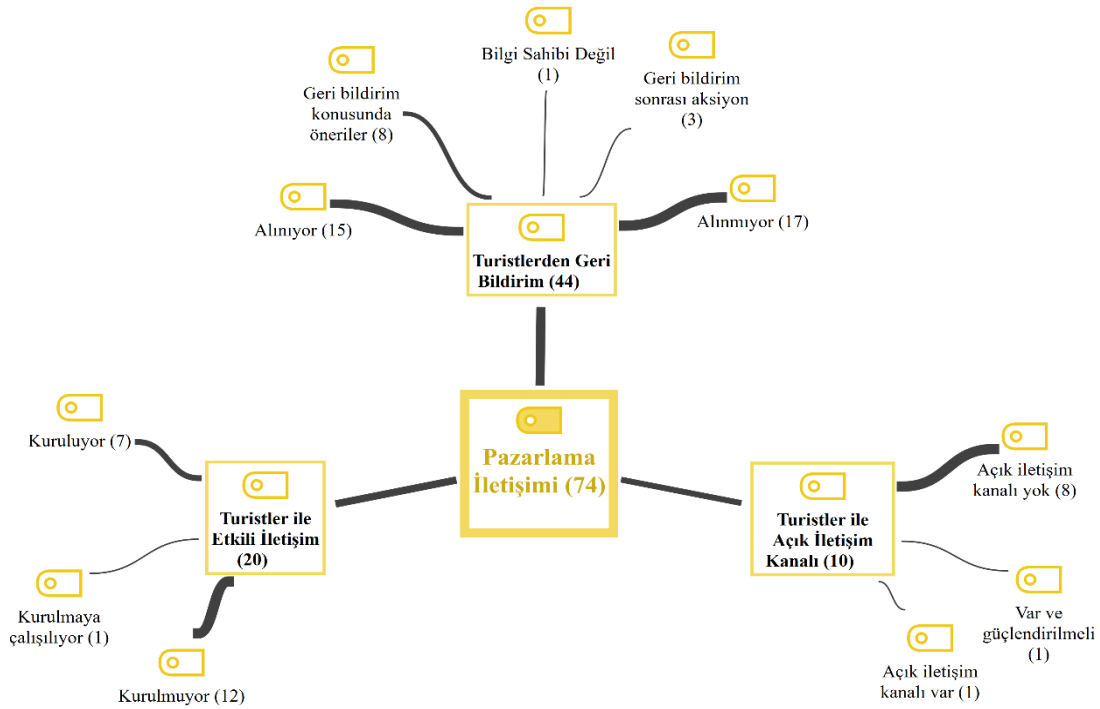 Bilgi Sahibi Değil
(1)
Geri bildirim
sonrası aksiyon
(3)
Geri bildirim
konusunda
öneriler (8)
Alınıyor (15)
Alınmıyor (17)
Turistlerden Geri
Bildirim (44)
Pazarlama
İletişimi (74)
Kuruluyor (7)
Turistler ile
Etkili İletişim
(20)
Kurulmaya
çalışılıyor (1)
Kurulmuyor (12)
Turistler ile
Açık İletişim
Kanalı (10)
Açık iletişim
kanalı yok (8)
Var ve
güçlendirilmeli
(1)
Açık iletişim
kanalı var (1)